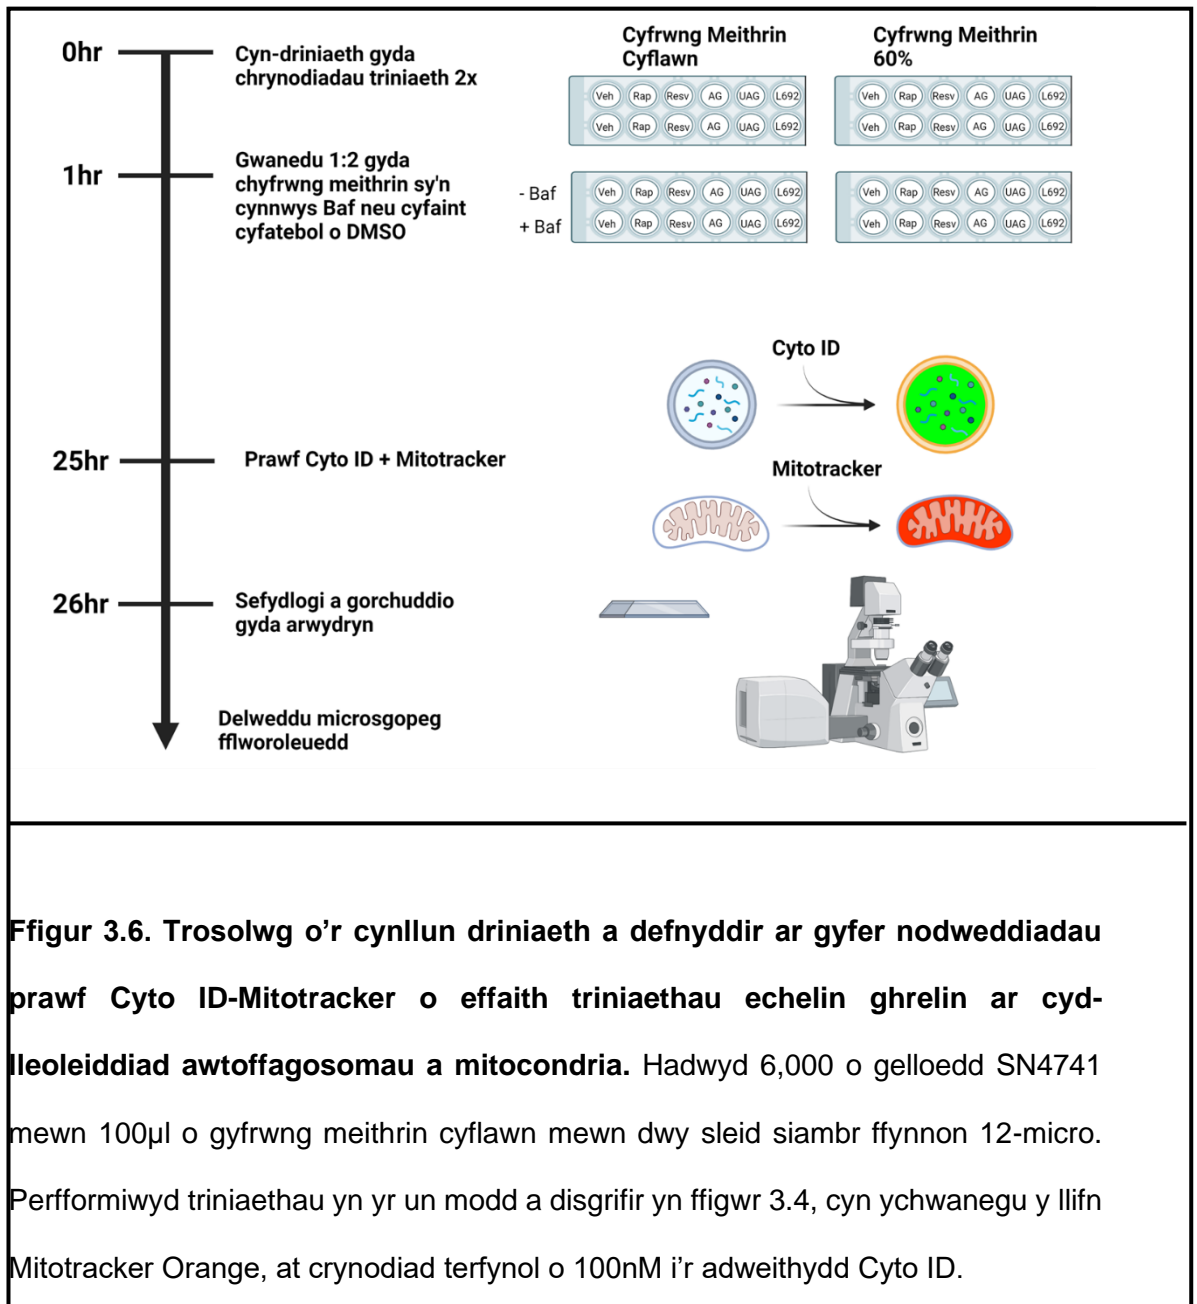 0hr
Cyn-driniaeth gyda
chrynodiadau triniaeth 2x
Cyfrwng Meithrin
Cyflawn
Cyfrwng Meithrin
60%
Veh Rap Resv AG UAG L692
Veh Rap Resv AG UAG L692
Veh Rap Resv AG UAG L692
Veh Rap Resv AG UAG L692
1hr
Gwanedu 1:2 gyda
chyfrwng meithrin sy'n
cynnwys Baf neu cyfaint
cyfatebol o DMSO
- Baf
+ Baf
Veh Rap Resv AG UAG L692
Veh Rap Resv AG UAG L692
Veh Rap Resv AG UAG L692
Veh Rap Resv AG UAG L692
Cyto ID
25hr
Prawf Cyto ID + Mitotracker
Mitotracker
26hr
Sefydlogi a gorchuddio
gyda arwydryn
Delweddu microsgopeg
fflworoleuedd
Ffigur 3.6. Trosolwg o’r cynllun driniaeth a defnyddir ar gyfer nodweddiadau
prawf Cyto ID-Mitotracker o effaith triniaethau echelin ghrelin ar cyd-
lleoleiddiad awtoffagosomau a mitocondria. Hadwyd 6,000 o gelloedd SN4741
mewn 100µl o gyfrwng meithrin cyflawn mewn dwy sleid siambr ffynnon 12-micro.
Perfformiwyd triniaethau yn yr un modd a disgrifir yn ffigwr 3.4, cyn ychwanegu y llifn
Mitotracker Orange, at crynodiad terfynol o 100nM i’r adweithydd Cyto ID.